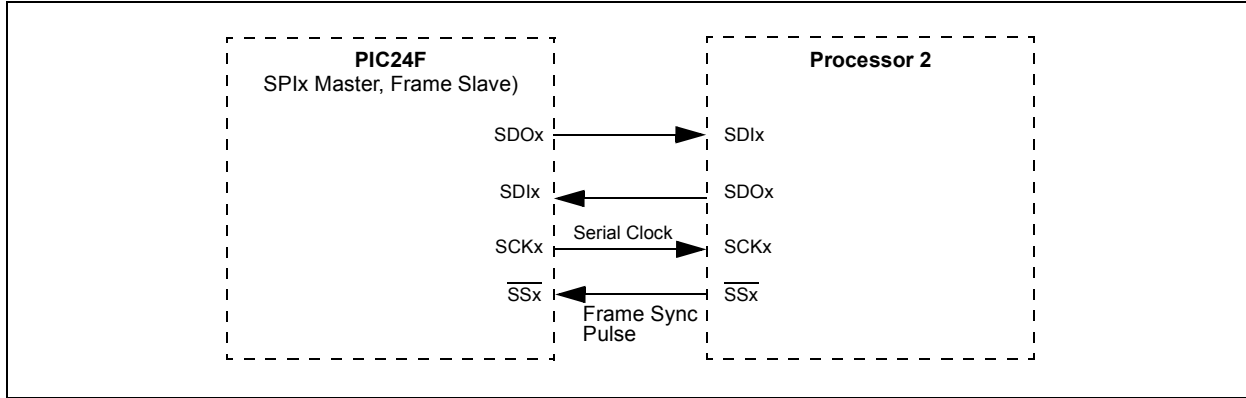 PIC24F
SPIx Master, Frame Slave)
Processor 2
SDOx
SDIx
SDIx
SDOx
SCKx
Serial Clock
SCKx
SSx
Frame Sync
Pulse
SSx